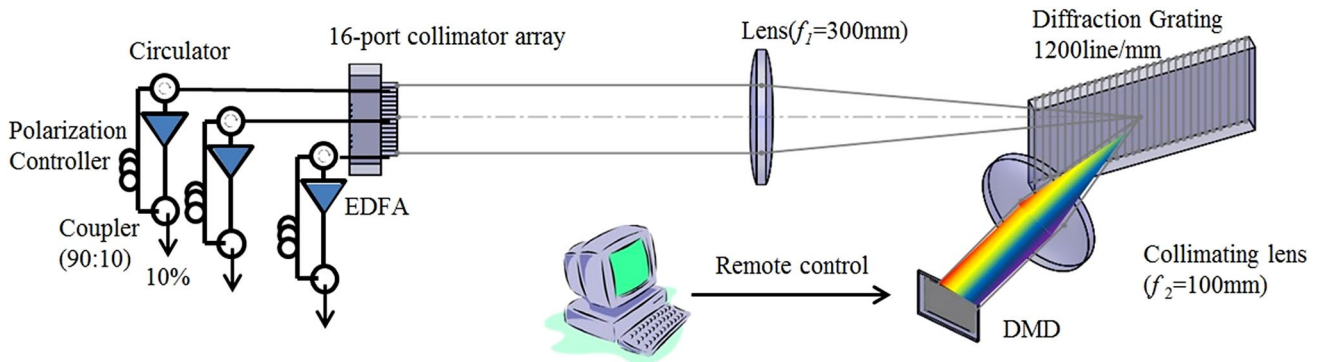 Circulator
16-port collimator array
Lens(f1=300mm)
Diffraction Grating
1200line/mm
Polarization
Controller
EDFA
Coupler
(90:10)
10%
Remote control
Collimating lens
(f2=100mm)
DMD